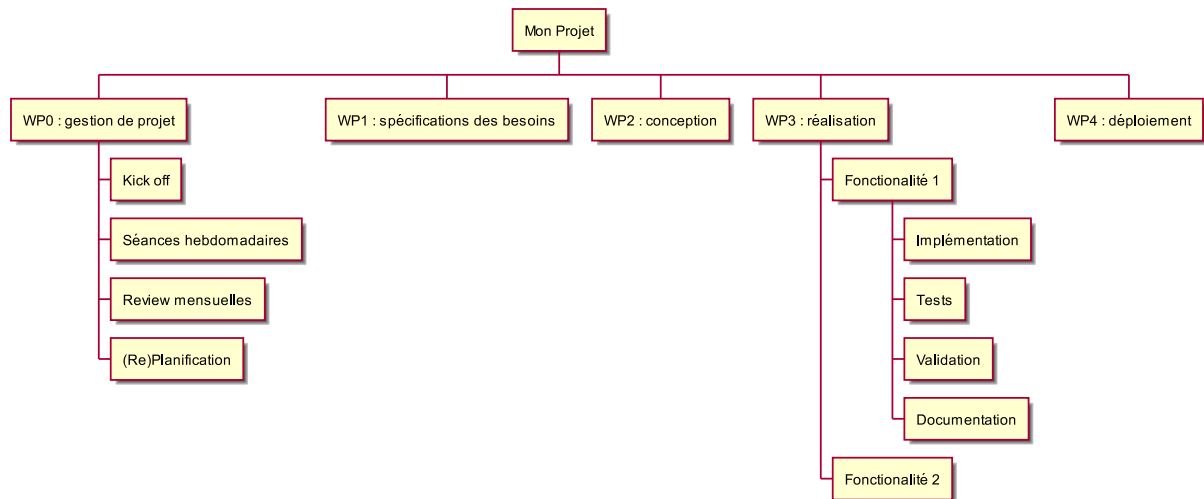 Mon Projet
WP0 : gestion de projet
WP1 : spécifications des besoins
WP2 : conception
WP3 : réalisation
WP4 : déploiement
Kick off
Séances hebdomadaires
Review mensuelles
(Re)Planification
Fonctionalité 1
Implémentation
Tests
Validation
Documentation
Fonctionalité 2